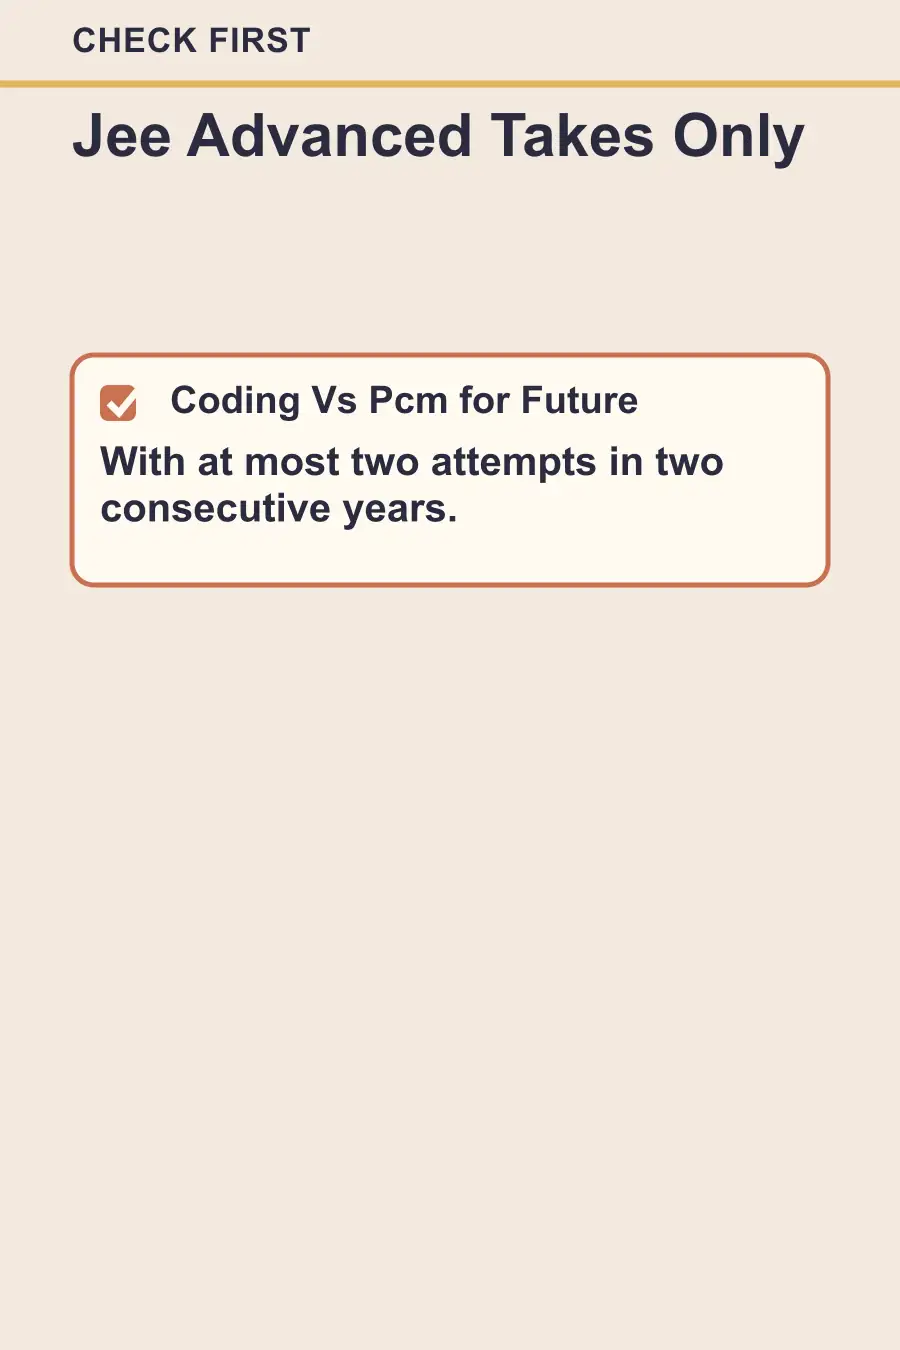 CHECK FIRST
Jee Advanced Takes Only
Coding Vs Pcm for Future
With at most two attempts in two
consecutive years.